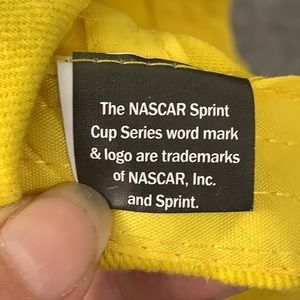 The NASCAR Sprint
Cup Series word mark
& logo are trademarks
of NASCAR, Inc.
and Sprint.